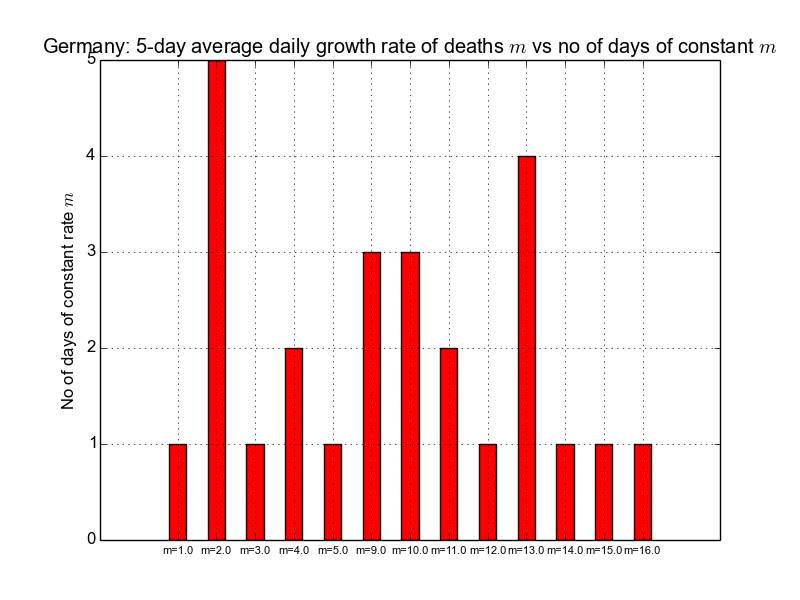 Germany: 5-day average daily growth rate of deaths m vs no of days of constant m
No of days of constant rate m
5
4
3
2
1
0
m=1.0 m=2.0 m=3.0 m=4.0 m=5.0 m=9.0 m=10.0 m=11.0 m=12.0 m=13.0 m=14.0 m=15.0 m=16.0